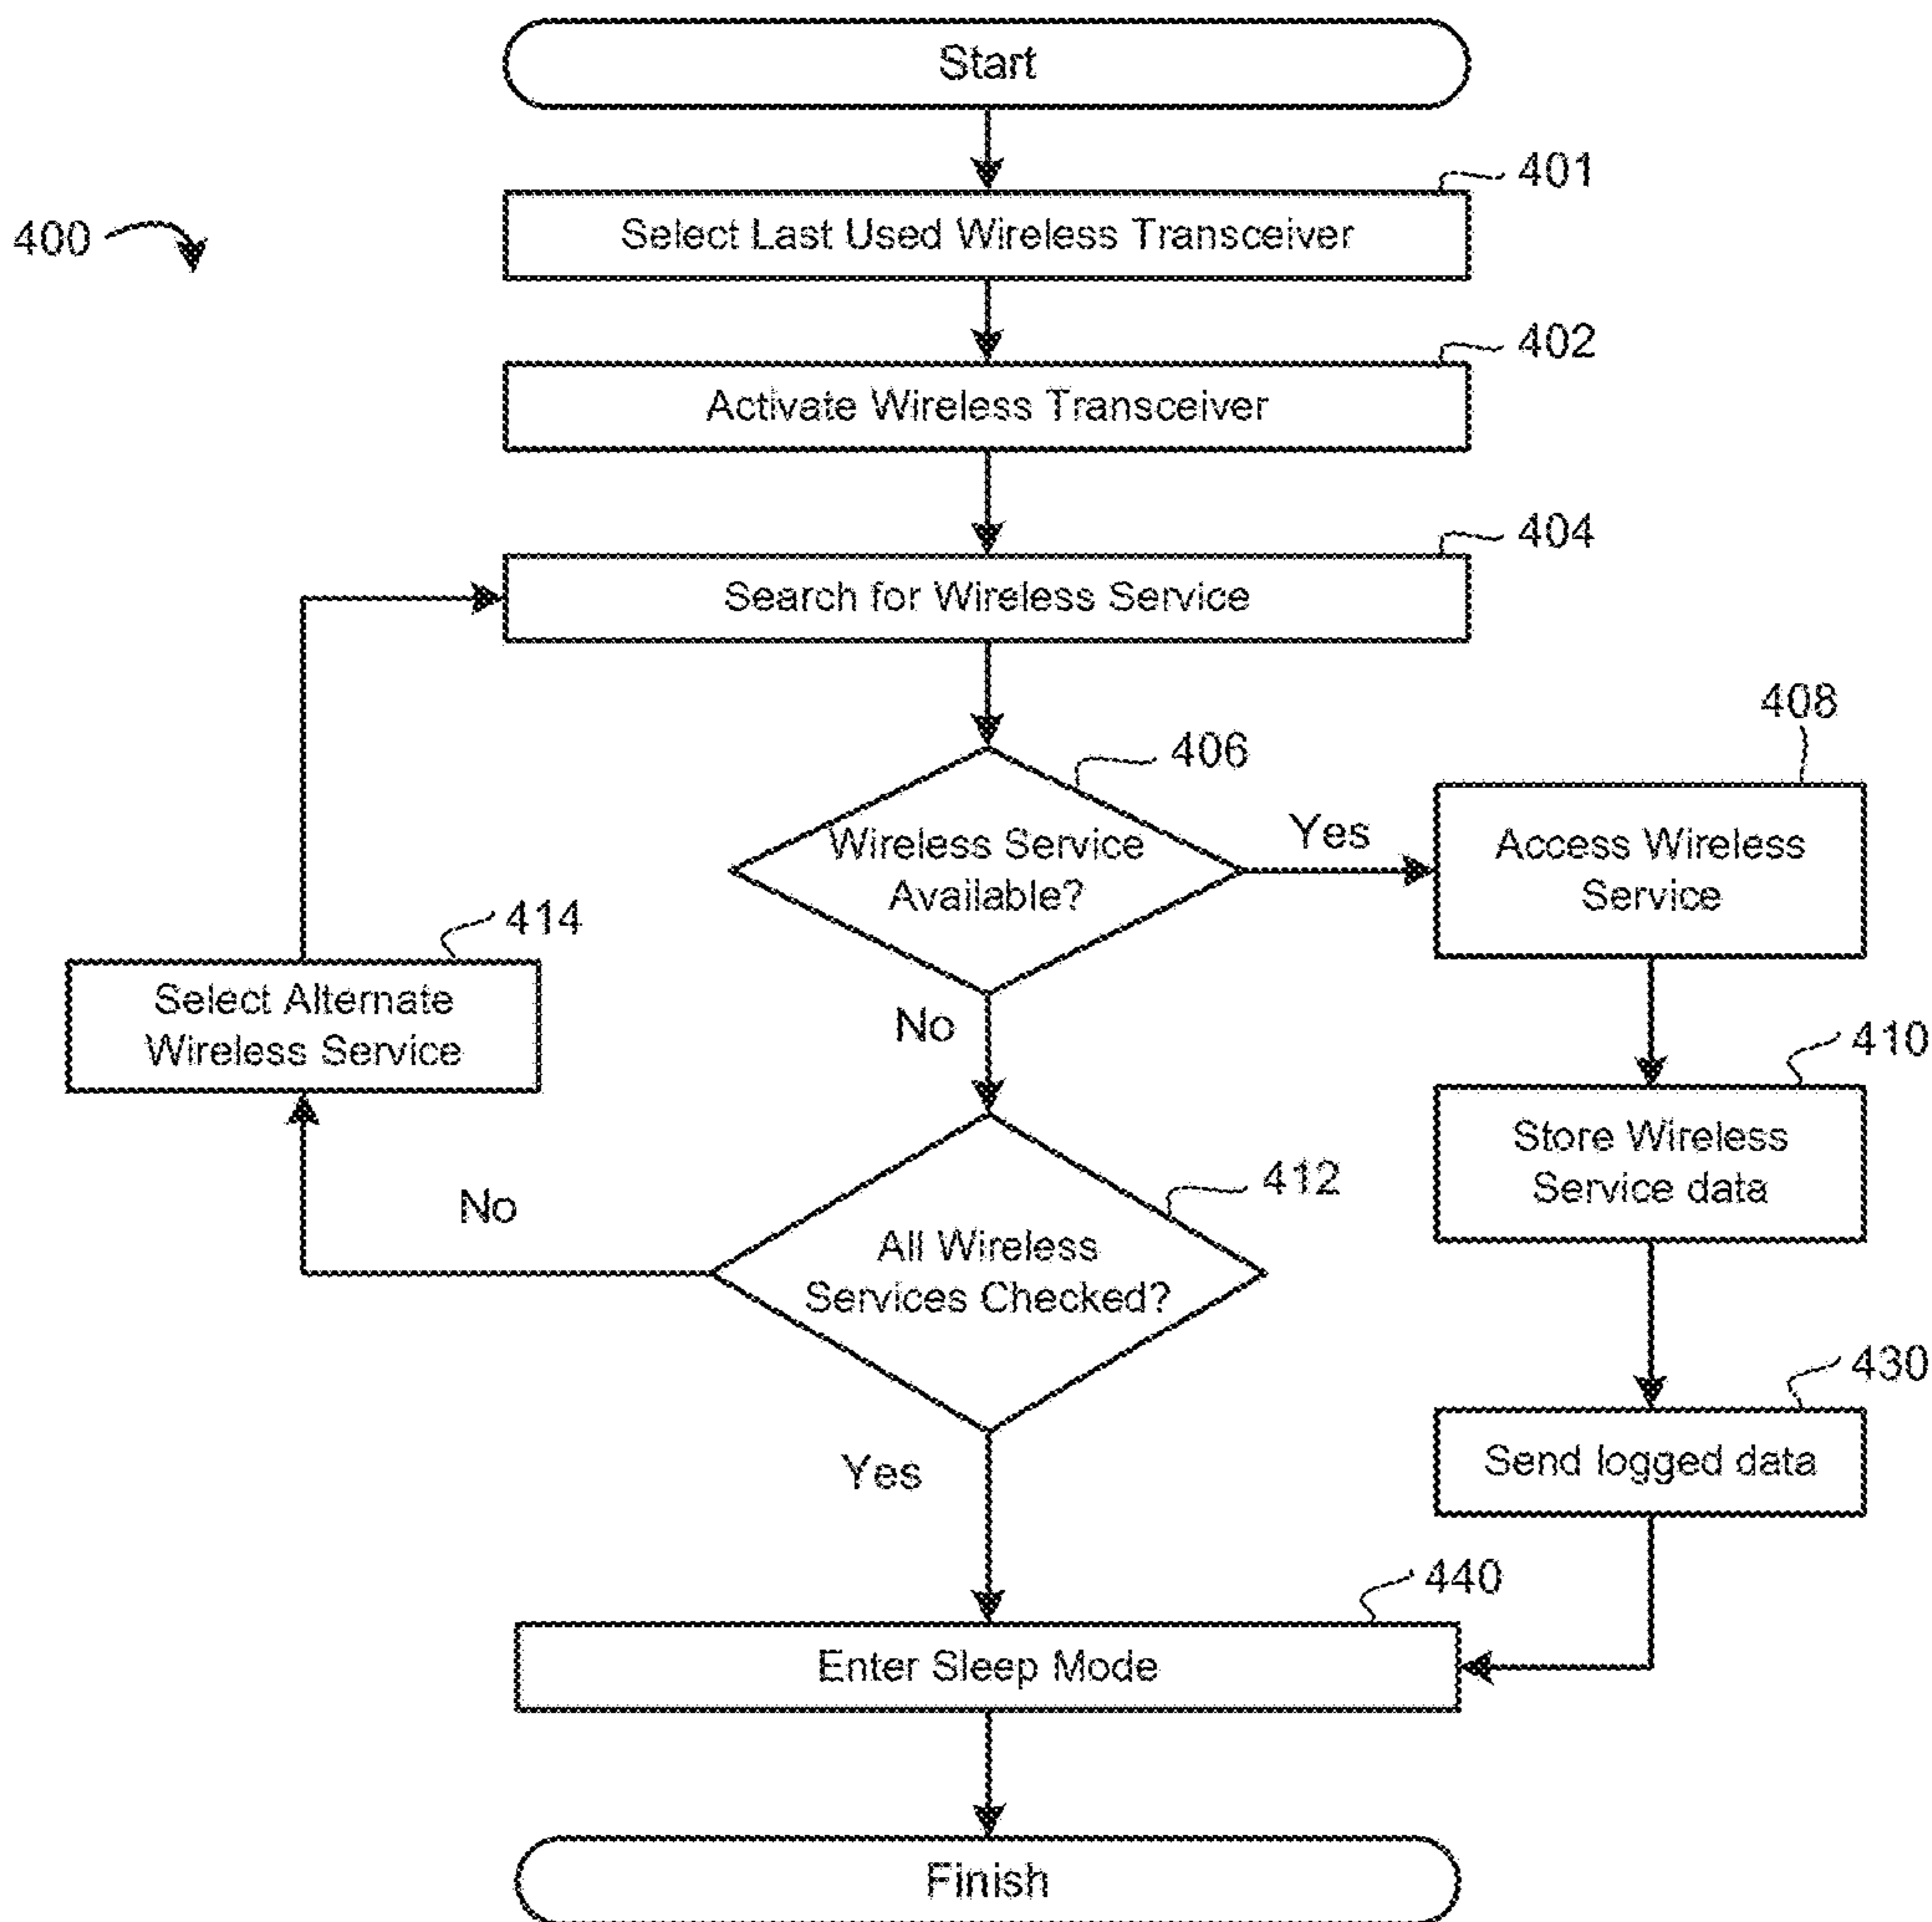 Start
401
400
Select Last Used Wireless Transceiver
402
Activate Wireless Transceiver
404
Search for Wireless Service
408
406
Wireless Service
Available?
Yes
Access Wireless
Service
414
Select Alternate
Wireless Service
No
410
Store Wireless
Service data
412
No
All Wireless
Services Checked?
430
Send logged data
Yes
440
Enter Sleep Mode
Finish